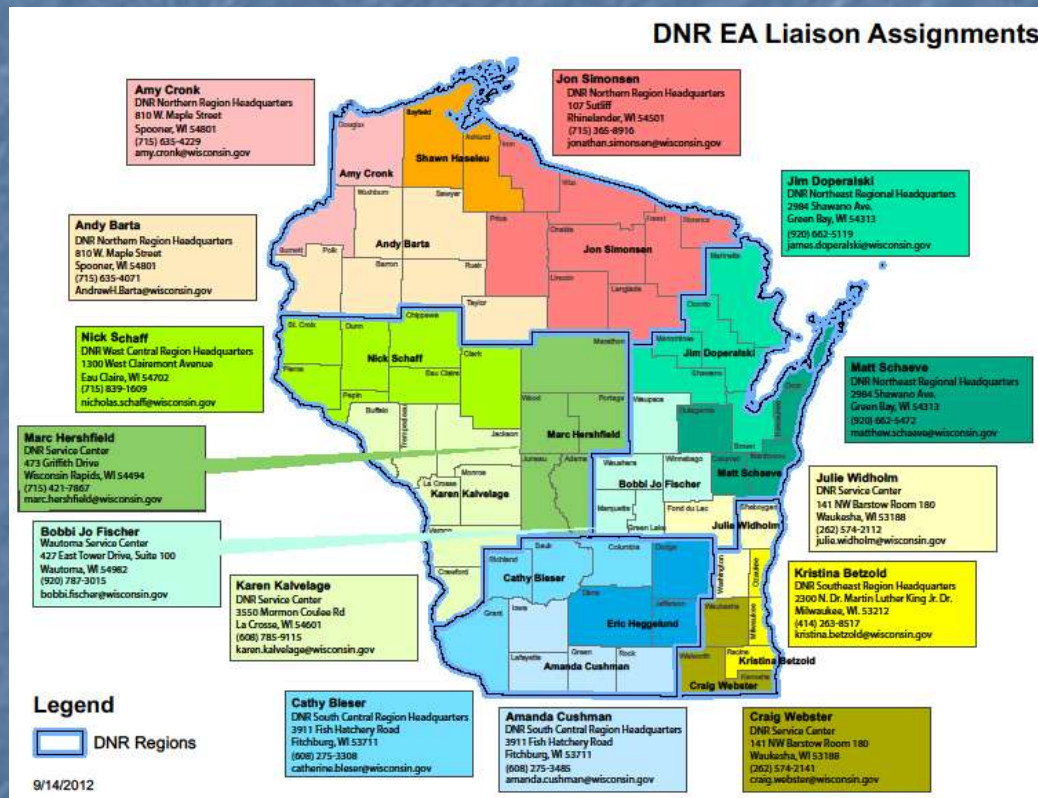 DNR EA Liaison Assignments
Amy Cronk
DNR Northern Region Headquarters
810 W. Maple Street
Spooner, WI 54801
(715) 635-4229
amy.cronk@wisconsin.gov
Jon Simonsen
DNR Northern Region Headquarters
107 Sutliff
Rhinelander, WI 54501
(715) 365-8916
jonathan.simonsen@wisconsin.gov
Jim Doperalski
DNR Northeast Regional Headquarters
2984 Shawano Ave.
Green Bay, WI 54313
(920) 662-5119
james.doperalski@wisconsin.gov
Andy Barta
DNR Northern Region Headquarters
810 W. Maple Street
Spooner, WI 54801
(715) 635-4071
AndrewH.Barta@wisconsin.gov
Nick Schaff
DNR West Central Region Headquarters
1300 West Clairemont Avenue
Eau Claire, WI 54702
(715) 839-1609
nicholas.schaff@wisconsin.gov
Matt Schaeve
DNR Northeast Regional Headquarters
2984 Shawano Ave.
Green Bay, WI 54313
(920) 662-5472
matthew.schaeve@wisconsin.gov
Marc Hershfield
DNR Service Center
473 Griffith Drive
Wisconsin Rapids, WI 54494
(715) 421-7867
marc.hershfield@wisconsin.gov
Julie Widholm
DNR Service Center
141 NW Barstow Room 180
Waukesha, WI 53188
(262) 574-2112
julie.widholm@wisconsin.gov
Bobbi Jo Fischer
Wautoma Service Center
427 East Tower Drive, Suite 100
Wautoma, WI 54982
(920) 787-3015
bobbi.fischer@wisconsin.gov
Karen Kalvelage
DNR Service Center
3550 Mormon Coulee Rd
La Crosse, WI 54601
(608) 785-9115
karen.kalvelage@wisconsin.gov
Kristina Betzold
DNR Southeast Region Headquarters
2300 N. Dr. Martin Luther King Jr. Dr.
Milwaukee, WI. 53212
(414) 263-8517
kristina.betzold@wisconsin.gov
Cathy Bleser
DNR South Central Region Headquarters
3911 Fish Hatchery Road
Fitchburg, WI 53711
(608) 275-3308
catherine.bleser@wisconsin.gov
Amanda Cushman
DNR South Central Region Headquarters
3911 Fish Hatchery Road
Fitchburg, WI 53711
(608) 275-3485
amanda.cushman@wisconsin.gov
Craig Webster
DNR Service Center
141 NW Barstow Room 180
Waukesha, WI 53188
(262) 574-2141
craig.webster@wisconsin.gov
Bayfield
Douglas
Ashland
Iron
Shawn Haseleu
Amy Cronk
Vilas
Washburn
Sawyer
Price
Forest
Florence
Oneida
Andy Barta
Jon Simonsen
Burnett
Polk
Barron
Rusk
Marinette
Lincoln
Langlade
Taylor
Oconto
Chippewa
St. Croix
Dunn
Marathon
Menominee
Nick Schaff
Clark
Jim Doperalski
Pierce
Eau Claire
Shawano
Door
Pepin
Wood
Portage
Waupaca
Buffalo
Trempealeau
Outagamie
Kewaunee
Jackson
Marc Hershfield
Brown
Juneau
Adams
Waushara
Winnebago
Calumet
Manitowoc
Monroe
Matt Schaeve
La Crosse
Karen Kalvelage
Bobbi Jo Fischer
Marquette
Fond du Lac
Sheboygan
Vernon
Green Lake
Julie Widholm
Sauk
Columbia
Dodge
Richland
Washington
Ozaukee
Crawford
Cathy Bleser
Grant
Iowa
Dane
Jefferson
Waukesha
Milwaukee
Eric Heggelund
Lafayette
Green
Rock
Walworth
Racine
Kristina Betzold
Amanda Cushman
Kenosha
Craig Webster
Legend
DNR Regions
9/14/2012